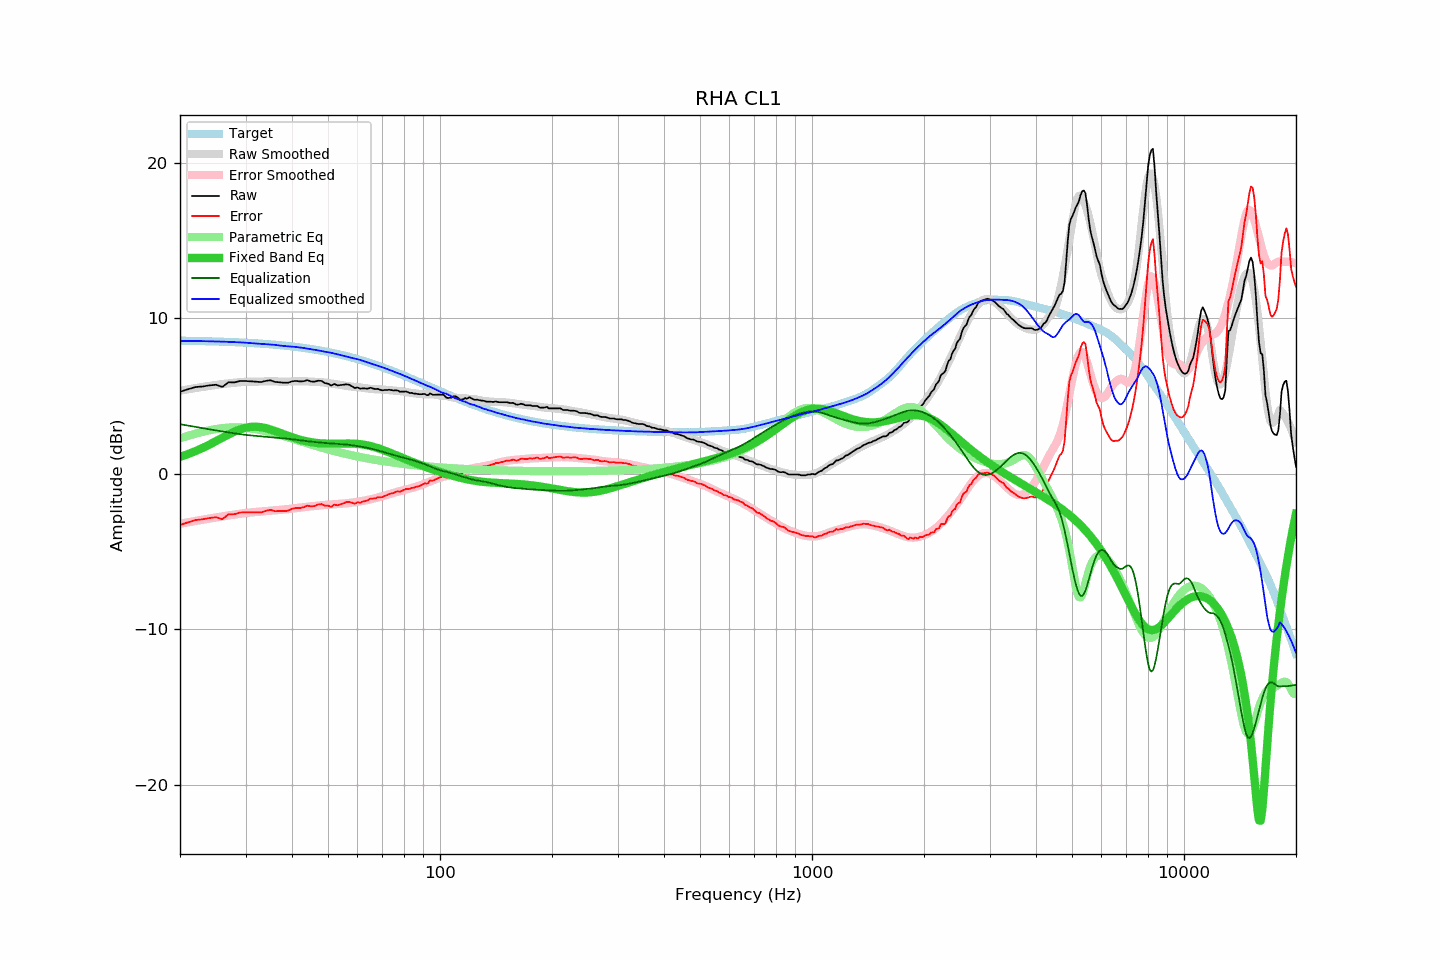 RHA CL1
Target
Raw Smoothed
Error Smoothed
Raw
Error
Parametric Eq
Fixed Band Eq
Equalization
Equalized smoothed
20
10
0
−10
−20
Amplitude (dBr)
100
1000
10000
Frequency (Hz)